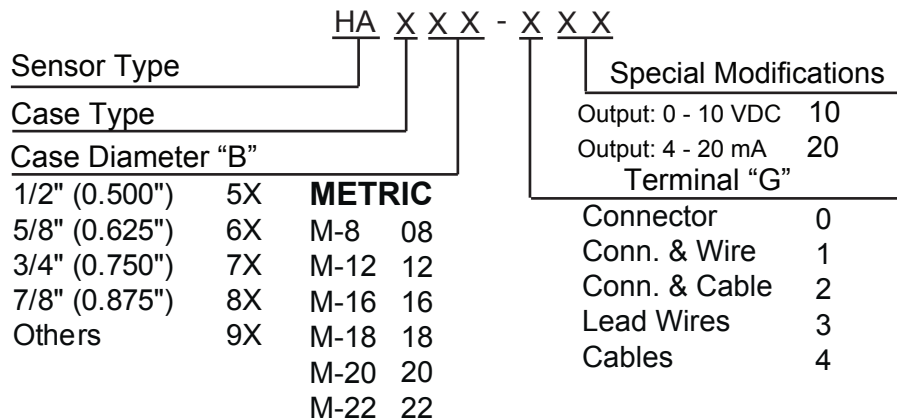 HA X X X - X X X
Sensor Type
Special Modifications
Case Type
Output: 0 - 10 VDC 10
Case Diameter “B”
Output: 4 - 20 mA 20
Terminal “G”
1/2" (0.500") 5X METRIC
Connector 0
5/8" (0.625") 6X M-8 08
Conn. & Wire 1
3/4" (0.750") 7X M-12 12
Conn. & Cable 2
7/8" (0.875") 8X M-16 16
Lead Wires 3
Others 9X M-18 18
Cables 4
M-20 20
M-22 22